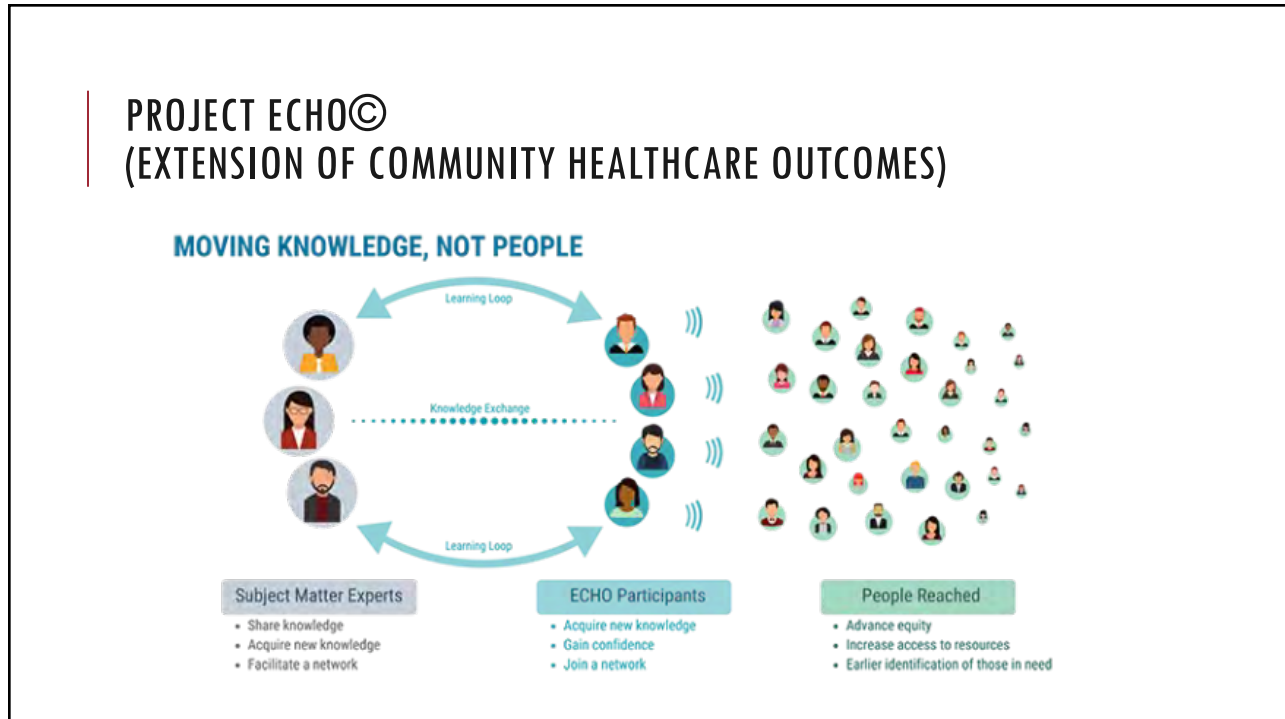 PROJECT ECHO©
(EXTENSION OF COMMUNITY HEALTHCARE OUTCOMES)
MOVING KNOWLEDGE, NOT PEOPLE
Learning Loop
Knowledge Exchange
Learning Loop
Subject Matter Experts
• Share knowledge
• Acquire new knowledge
• Facilitate a network
ECHO Participants
• Acquire new knowledge
• Gain confidence
• Join a network
People Reached
• Advance equity
• Increase access to resources
• Earlier identification of those in need